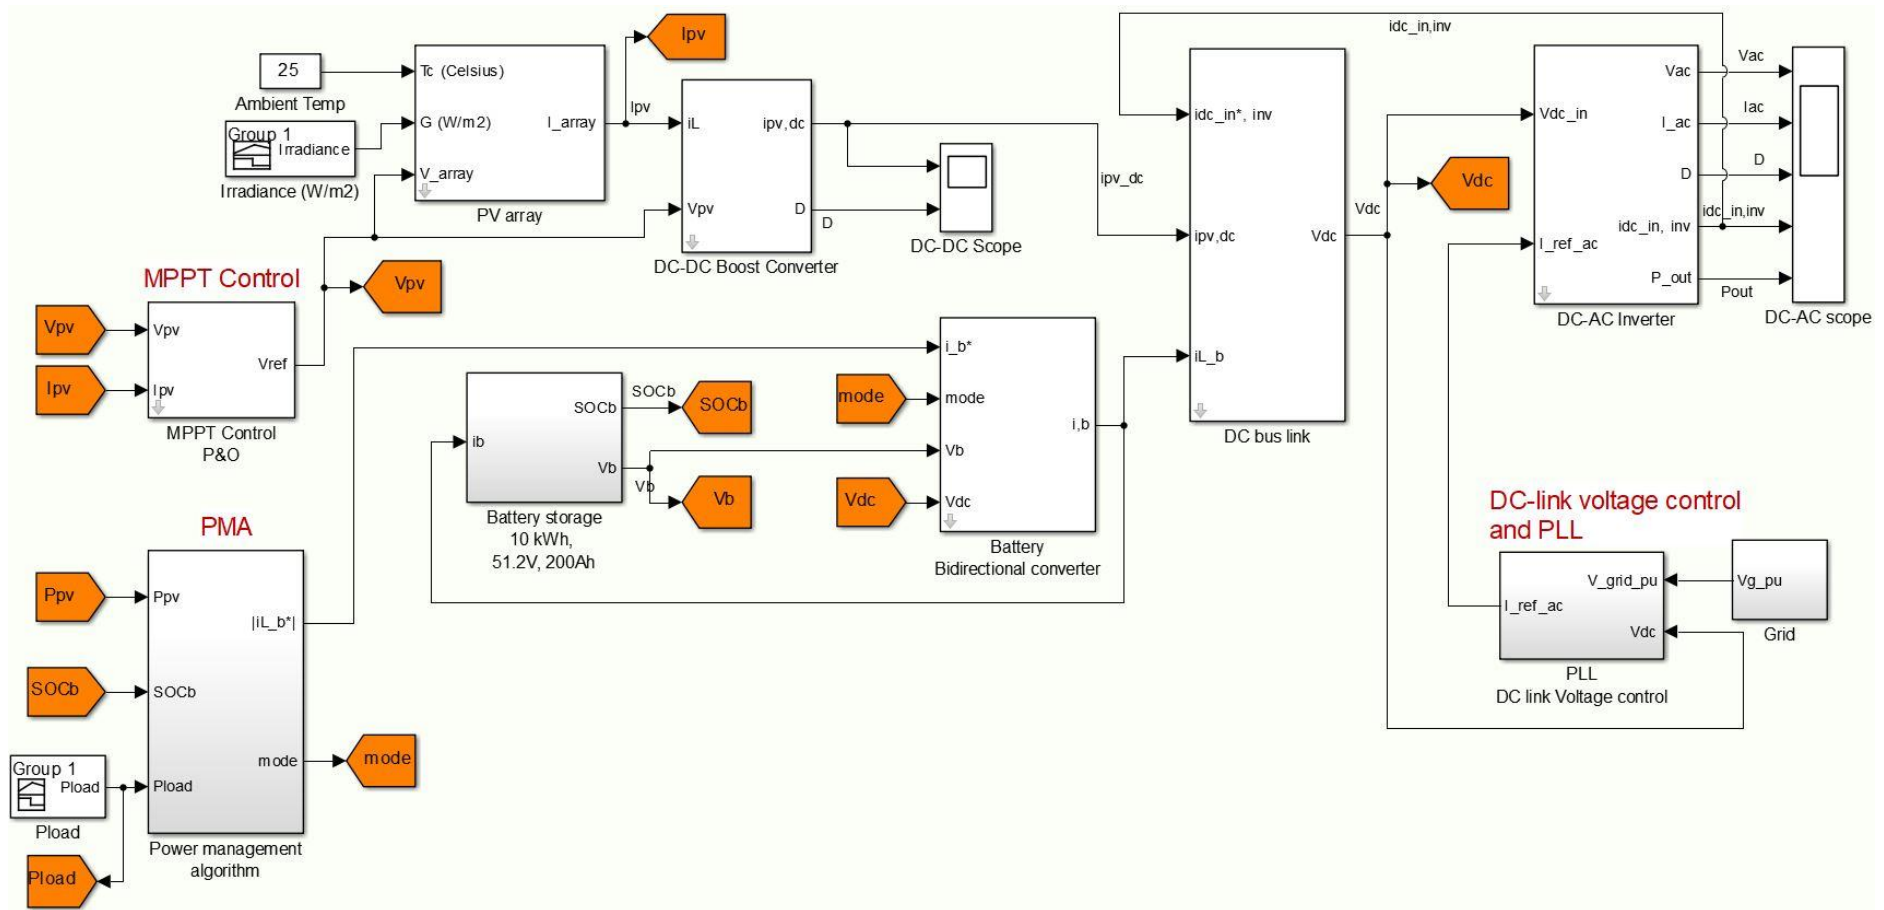 25
Ambient Temp
Group 1
Irradiance
Irradiance (W/m2)
Tc (Celsius)
G (W/m2)
V_array
I_array
PV array
Ipv
Ipv
iL
Vpv
ipv,dc
D
DC-DC Boost Converter
D
DC-DC Scope
ipv_dc
idc_in,inv
idc_in*, inv
ipv,dc
iL_b
Vdc
DC bus link
Vdc
Vdc
Vdc_in
I_ref_ac
Vac
I_ac
D
idc_in, inv
P_out
DC-AC Inverter
Vac
Iac
D
idc_in,inv
Pout
DC-AC scope
MPPT Control
Vpv
Ipv
Vpv
Ipv
Vref
MPPT Control
P&O
Vpv
ib
SOCb
Vb
Battery storage
10 kWh,
51.2V, 200Ah
SOCb
SOCb
Vb
Vb
mode
Vdc
i_b*
mode
Vb
Vdc
i,b
Battery
Bidirectional converter
PMA
Ppv
SOCb
Group 1
Pload
Pload
Pload
Ppv
SOCb
Pload
|iL_b*|
mode
Power management
algorithm
mode
DC-link voltage control
and PLL
V_grid_pu
I_ref_ac
Vdc
PLL
DC link Voltage control
Vg_pu
Grid